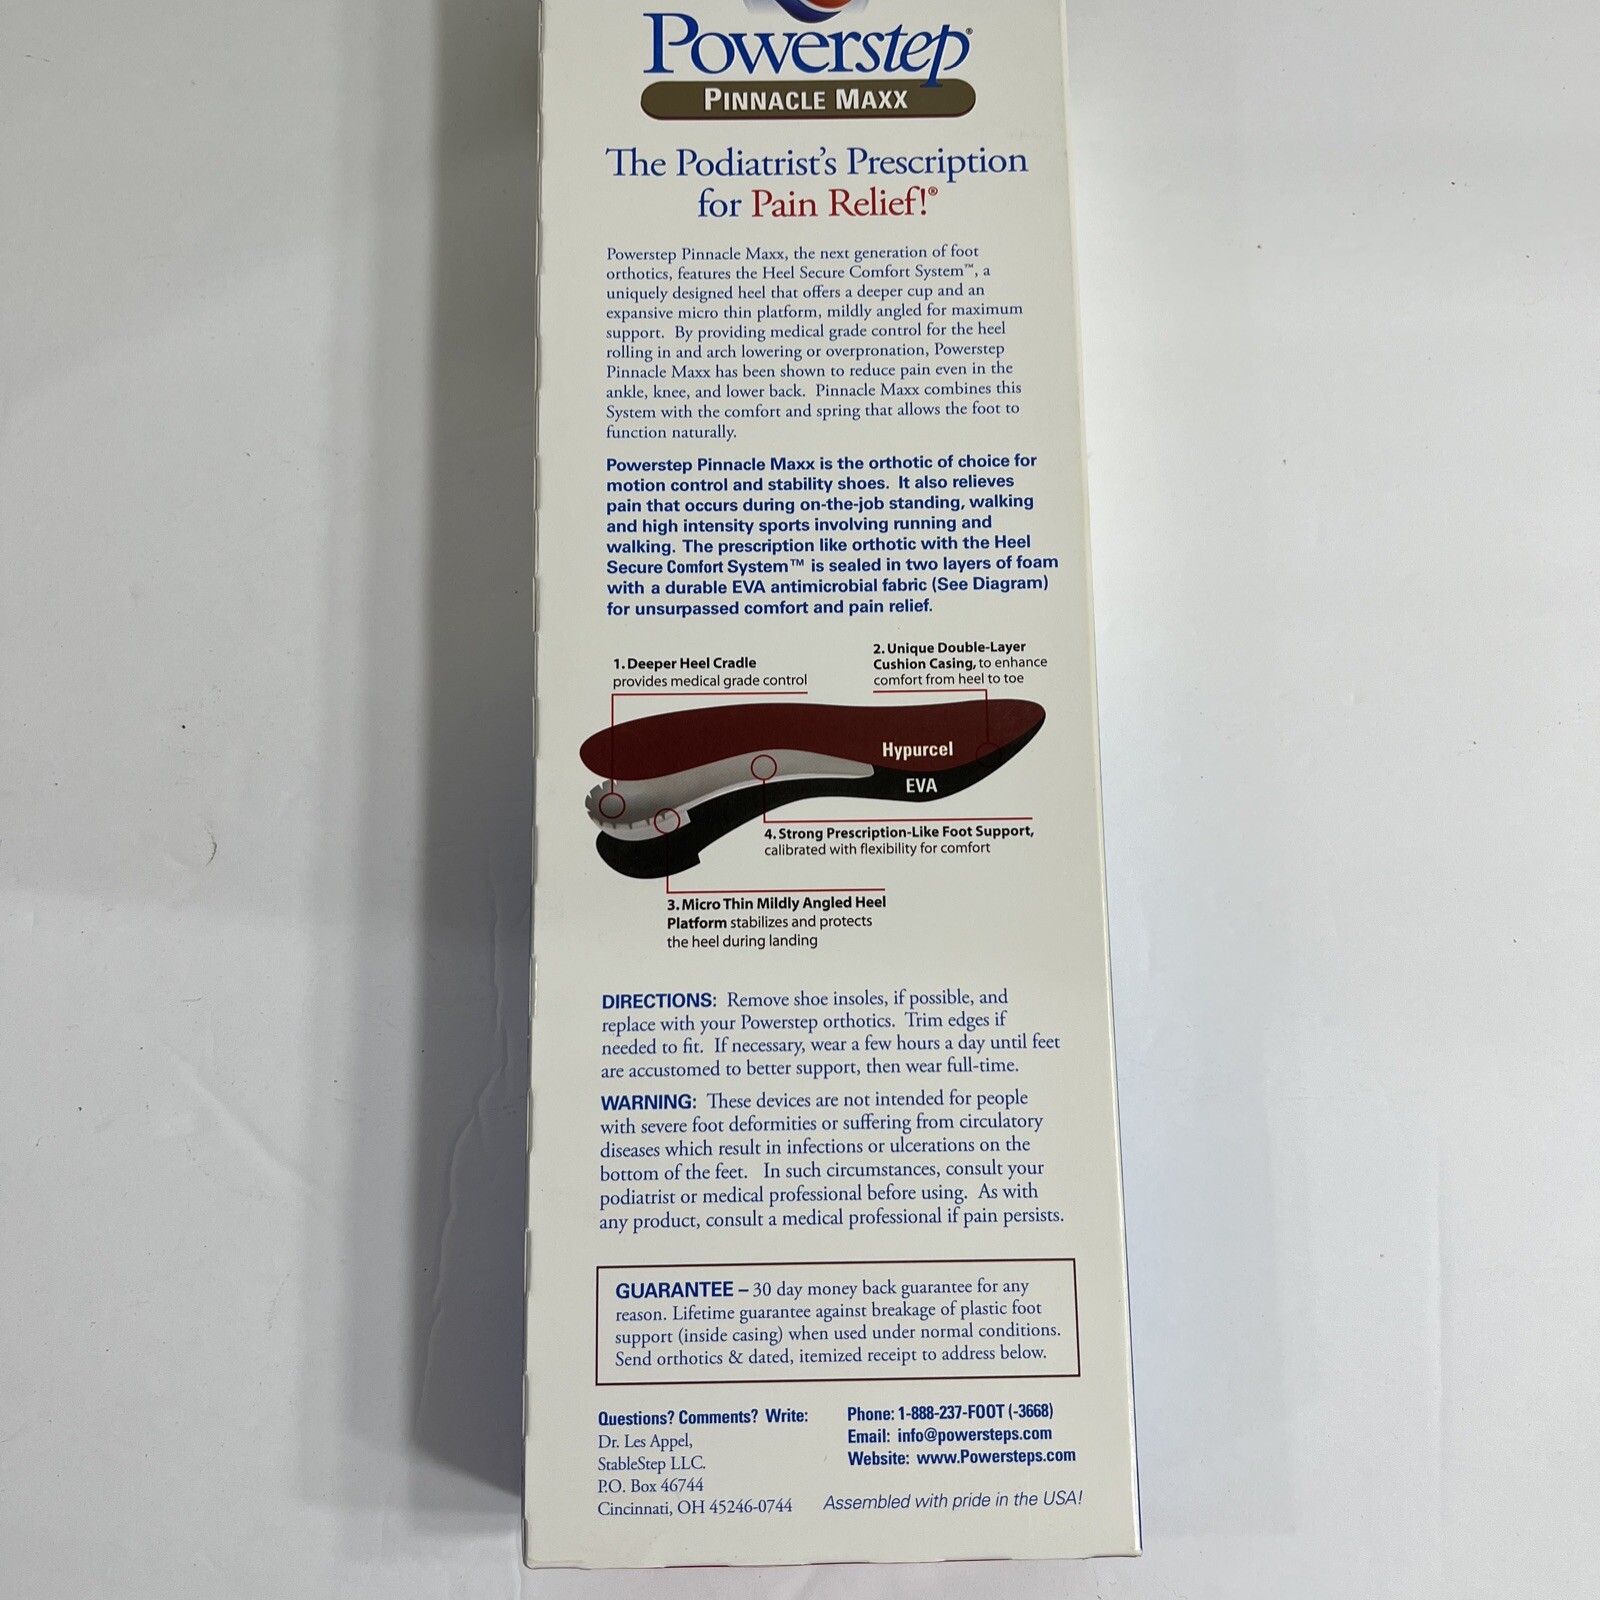 Powerstep®
PINNACLE MAXX
The Podiatrist's Prescription
for Pain Relief!®
Powerstep Pinnacle Maxx, the next generation of foot
orthotics, features the Heel Secure Comfort System™, a
uniquely designed heel that offers a deeper cup and an
expansive micro thin platform, mildly angled for maximum
support. By providing medical grade control for the heel
rolling in and arch lowering or overpronation, Powerstep
Pinnacle Maxx has been shown to reduce pain even in the
ankle, knee, and lower back. Pinnacle Maxx combines this
System with the comfort and spring that allows the foot to
function naturally.
Powerstep Pinnacle Maxx is the orthotic of choice for
motion control and stability shoes. It also relieves
pain that occurs during on-the-job standing, walking
and high intensity sports involving running and
walking. The prescription like orthotic with the Heel
Secure Comfort System™ is sealed in two layers of foam
with a durable EVA antimicrobial fabric (See Diagram)
for unsurpassed comfort and pain relief.
1. Deeper Heel Cradle
provides medical grade control
2. Unique Double-Layer
Cushion Casing, to enhance
comfort from heel to toe
Hypurcel
EVA
4. Strong Prescription-Like Foot Support,
calibrated with flexibility for comfort
3. Micro Thin Mildly Angled Heel
Platform stabilizes and protects
the heel during landing
DIRECTIONS: Remove shoe insoles, if possible, and
replace with your Powerstep orthotics. Trim edges if
needed to fit. If necessary, wear a few hours a day until feet
are accustomed to better support, then wear full-time.
WARNING: These devices are not intended for people
with severe foot deformities or suffering from circulatory
diseases which result in infections or ulcerations on the
bottom of the feet. In such circumstances, consult your
podiatrist or medical professional before using. As with
any product, consult a medical professional if pain persists.
GUARANTEE – 30 day money back guarantee for any
reason. Lifetime guarantee against breakage of plastic foot
support (inside casing) when used under normal conditions.
Send orthotics & dated, itemized receipt to address below.
Questions? Comments? Write:
Dr. Les Appel,
StableStep LLC.
P.O. Box 46744
Cincinnati, OH 45246-0744
Phone: 1-888-237-FOOT (-3668)
Email: info@powersteps.com
Website: www.Powersteps.com
Assembled with pride in the USA!